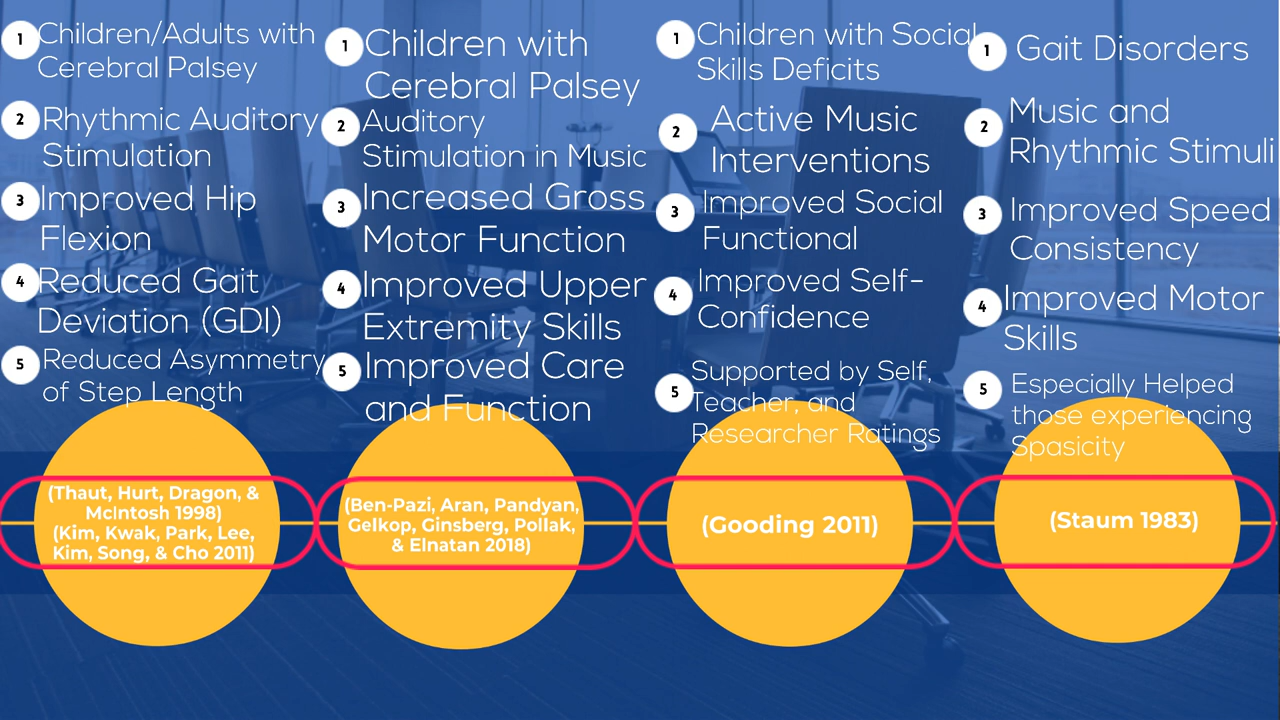 1
Children/Adults with
Cerebral Palsey
2
Rhythmic Auditory
Stimulation
3
Improved Hip
Flexion
4
Reduced Gait
Deviation (GDI)
5
Reduced Asymmetry
of Step Length
(Thaut, Hurt, Dragon, &
McIntosh 1998)
(Kim, Kwak, Park, Lee,
Kim, Song, & Cho 2011)
1
Children with
Cerebral Palsey
2
Auditory
Stimulation in Music
3
Increased Gross
Motor Function
4
Improved Upper
Extremity Skills
5
Improved Care
and Function
(Ben-Pazi, Aran, Pandyan,
Gelkop, Ginsberg, Pollak,
& Elnatan 2018)
1
Children with Social
Skills Deficits
2
Active Music
Interventions
3
Improved Social
Functional
4
Improved Self-
Confidence
5
Supported by Self,
Teacher, and
Researcher Ratings
(Gooding 2011)
1
Gait Disorders
2
Music and
Rhythmic Stimuli
3
Improved Speed
Consistency
4
Improved Motor
Skills
5
Especially Helped
those experiencing
Spasicity
(Staum 1983)